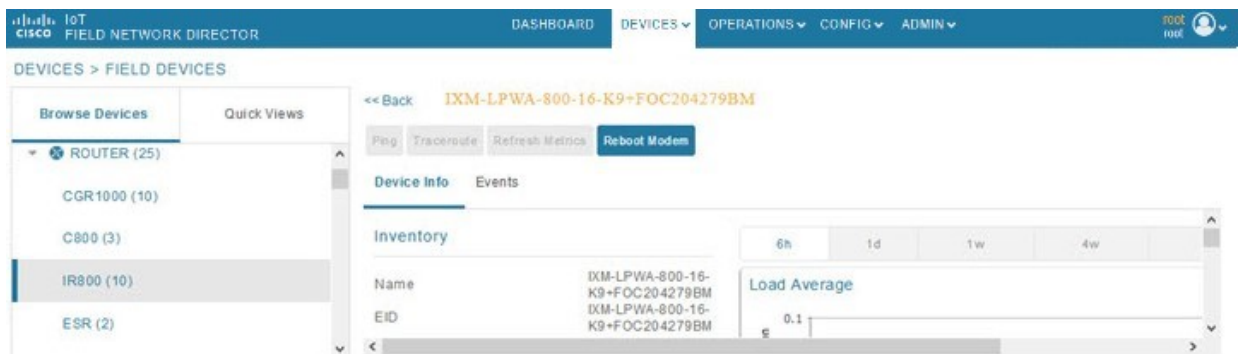 IoT
CISCO FIELD NETWORK DIRECTOR
DASHBOARD DEVICES OPERATIONS CONFIG ADMIN
root
root
DEVICES > FIELD DEVICES
Browse Devices Quick Views
ROUTER (25)
CGR1000 (10)
C800 (3)
IR800 (10)
ESR (2)
<< Back IXM-LPWA-800-16-K9+FOC204279BM
Ping Traceroute Refresh Metrics Reboot Modem
Device Info Events
Inventory
Name IXM-LPWA-800-16-
K9+FOC204279BM
EID IXM-LPWA-800-16-
K9+FOC204279BM
6h 1d 1w 4w
Load Average
0.1